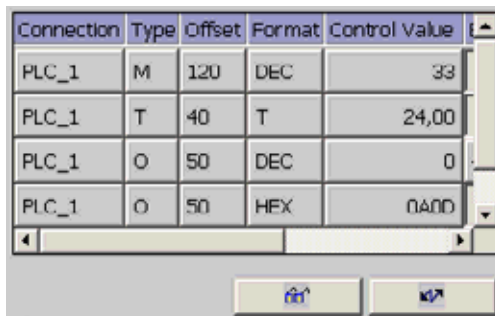 Connection Type Offset Format Control Value
PLC_1 M 120 DEC 33
PLC_1 T 40 T 24,00
PLC_1 O 50 DEC 0
PLC_1 O 50 HEX 0A0D